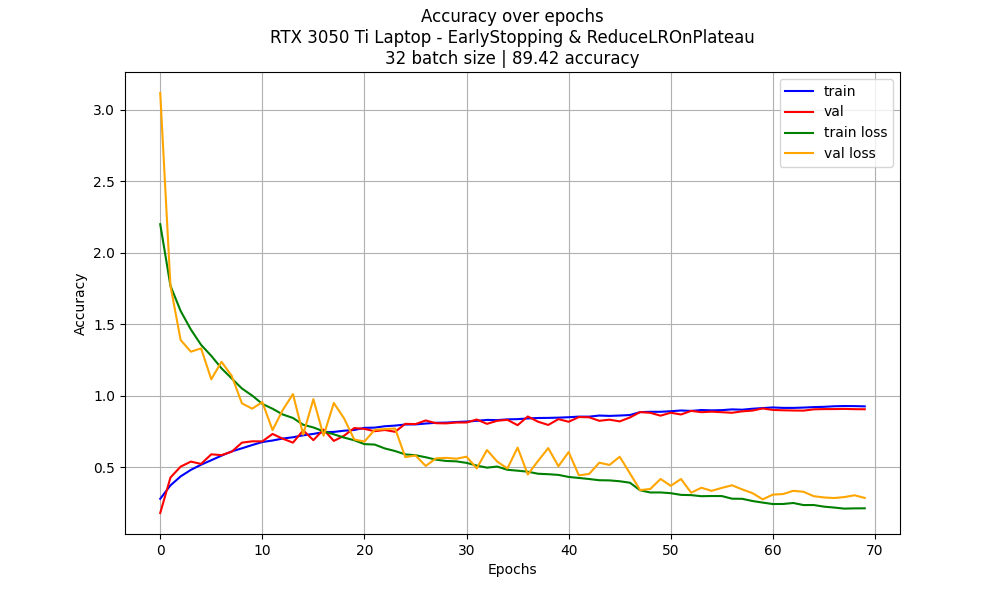 Accuracy over epochs
RTX 3050 Ti Laptop - EarlyStopping & ReduceLROnPlateau
32 batch size | 89.42 accuracy
train
val
train loss
val loss
Accuracy
3.0
2.5
2.0
1.5
1.0
0.5
0 10 20 30 40 50 60 70
Epochs